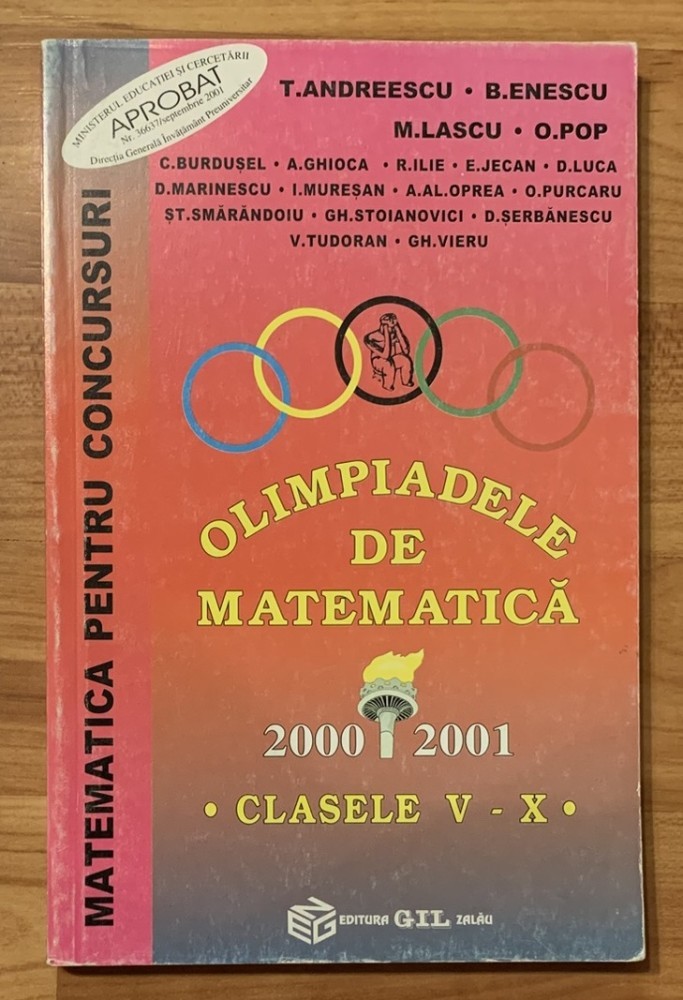 MINISTERUL EDUCAȚIEI ȘI CERCETĂRII
APROBAT
Nr. 36637/septembrie 2001
Direcția Generală Învățământ Preuniversitar
T.ANDREESCU • B.ENESCU
M.LASCU • O.POP
C.BURDUȘEL • A.GHIOCA • R.ILIE • E.JECAN • D.LUCA
D.MARINESCU • I.MUREȘAN • A.AL.OPREA • O.PURCARU
ȘT.SMĂRĂNDOIU • GH.STOIANOVICI • D.ȘERBĂNESCU
V.TUDORAN • GH.VIERU
MATEMATICA PENTRU CONCURSURI
OLIMPIADELE
DE
MATEMATICĂ
2000 2001
• CLASELE V - X •
EDITURA GIL ZALĂU